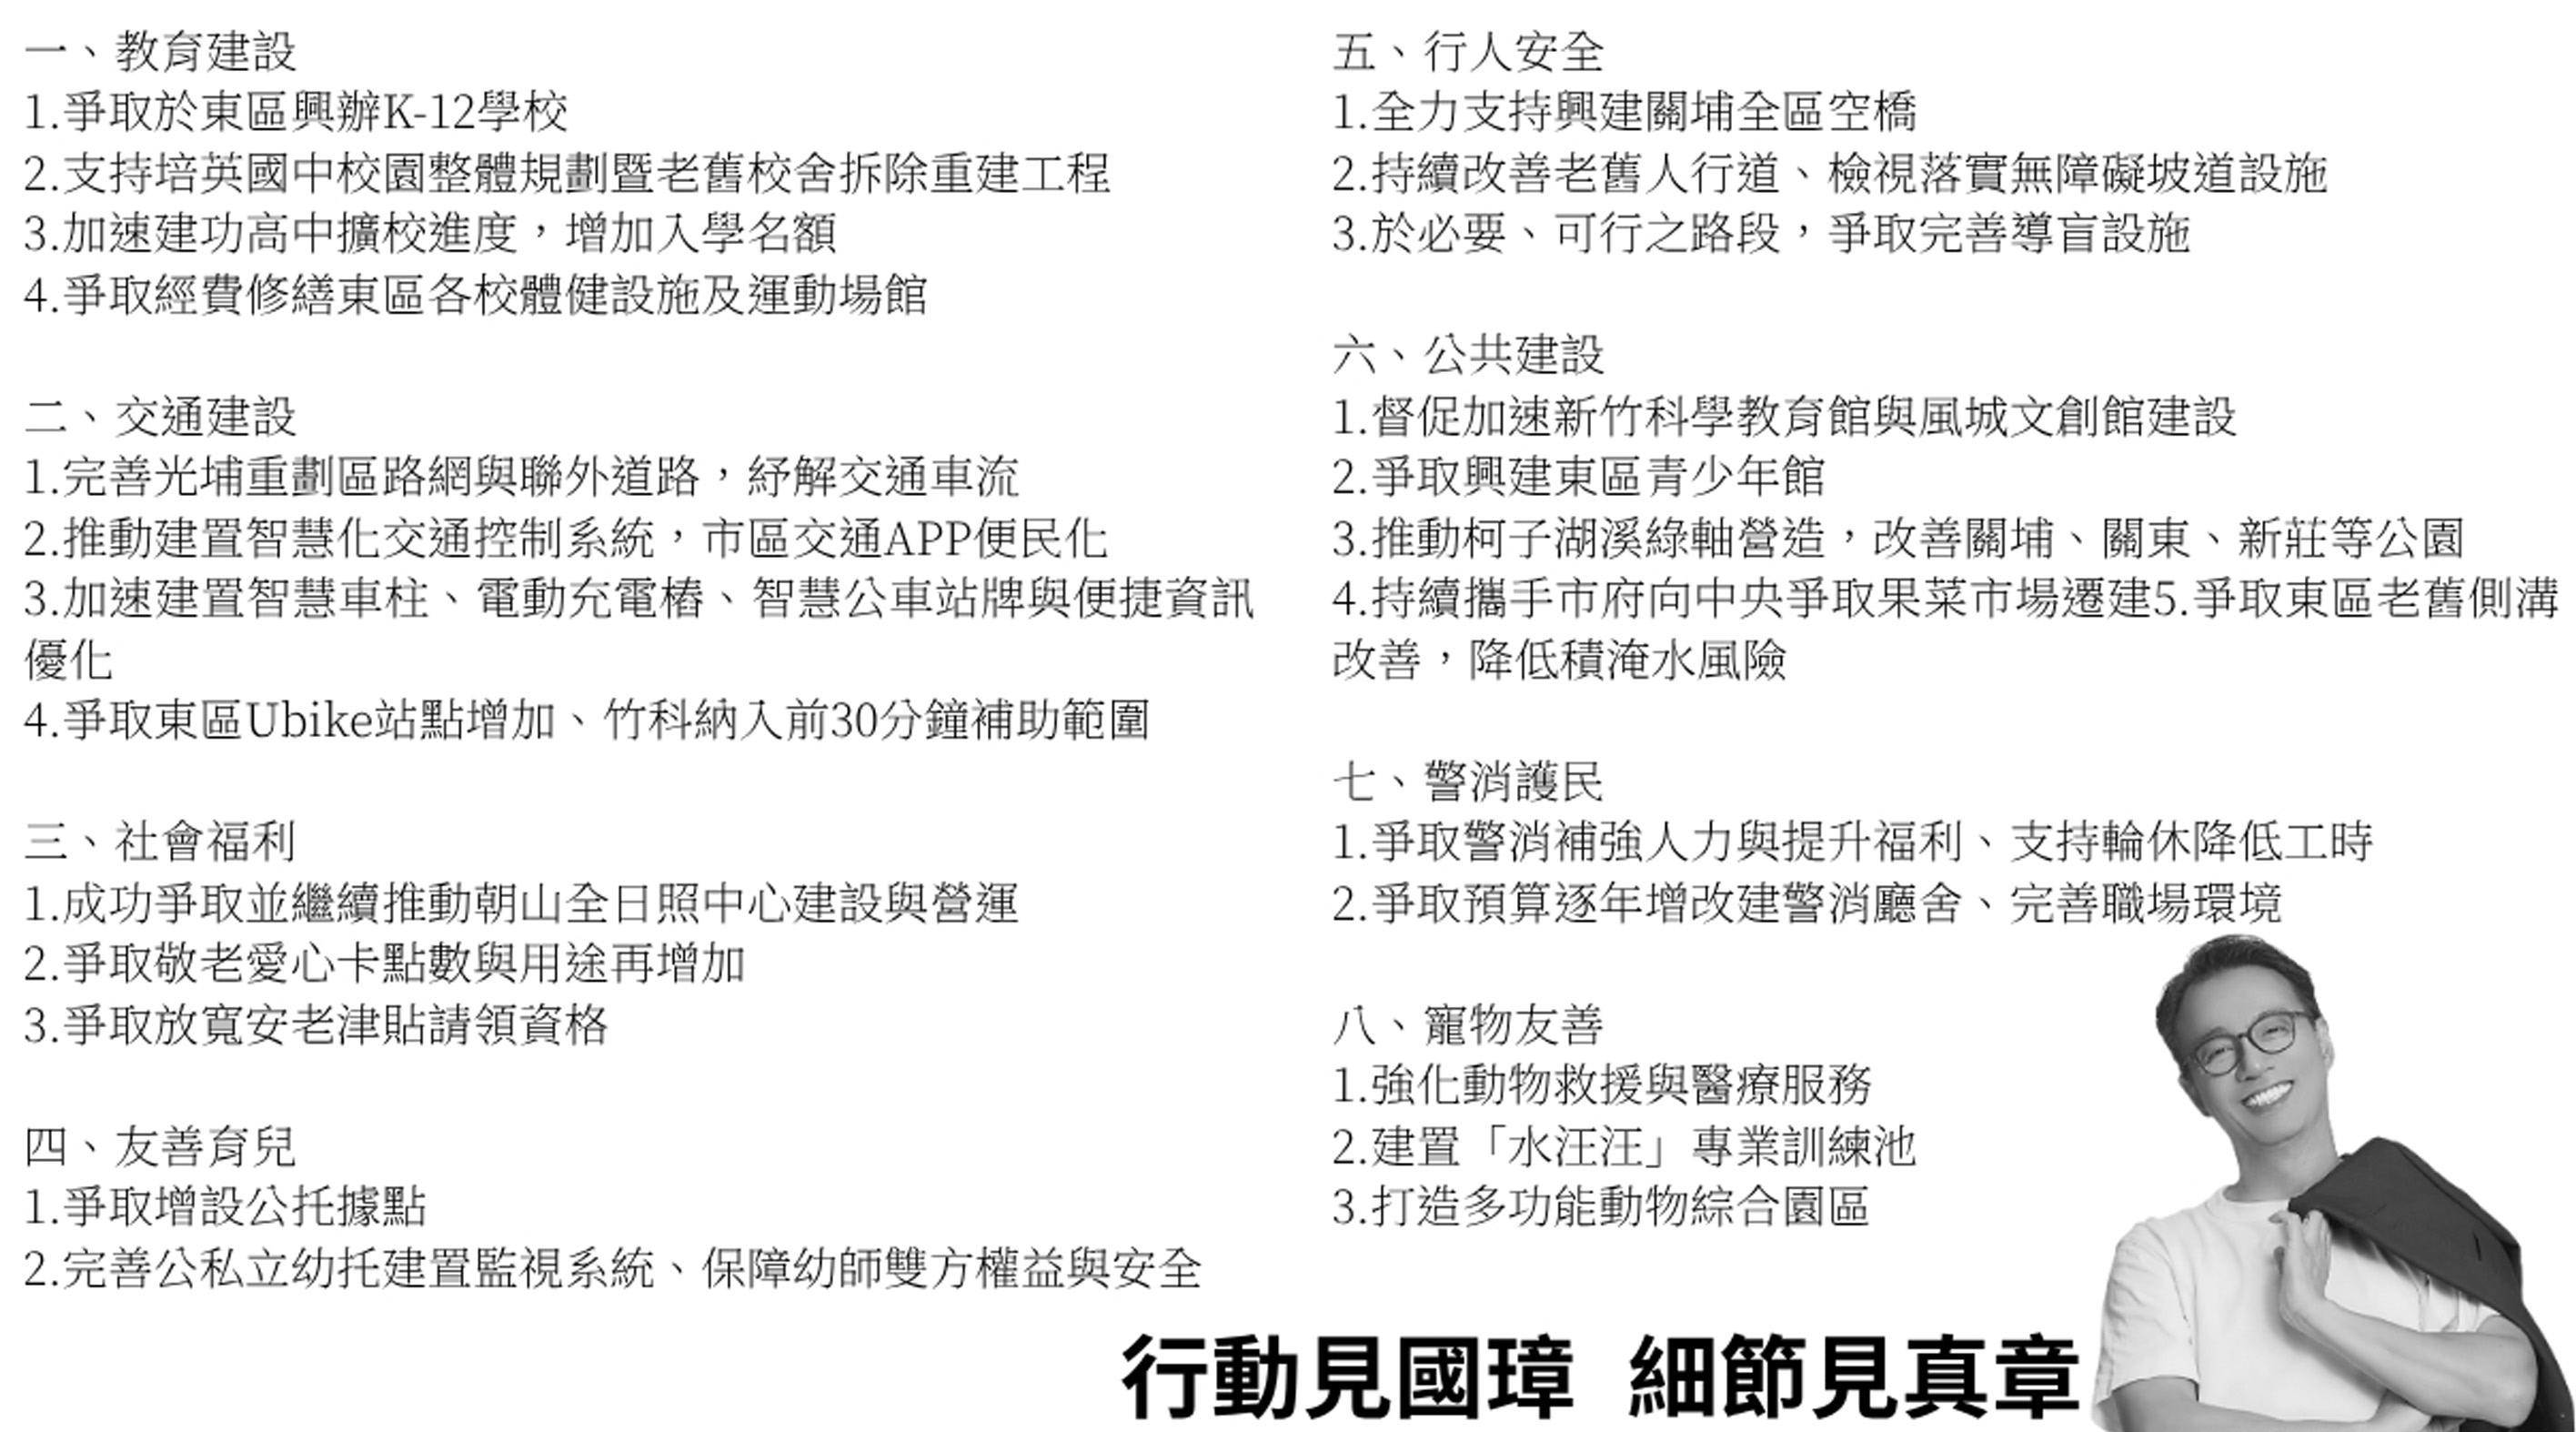 一、教育建設
1.爭取於東區興辦K-12學校
2.支持培英國中校園整體規劃暨老舊校舍拆除重建工程
3.加速建功高中擴校進度，增加入學名額
4.爭取經費修繕東區各校體健設施及運動場館
二、交通建設
1.完善光埔重劃區路網與聯外道路，紓解交通車流
2.推動建置智慧化交通控制系統，市區交通APP便民化
3.加速建置智慧車柱、電動充電樁、智慧公車站牌與便捷資訊
優化
4.爭取東區Ubike站點增加、竹科納入前30分鐘補助範圍
三、社會福利
1.成功爭取並繼續推動朝山全日照中心建設與營運
2.爭取敬老愛心卡點數與用途再增加
3.爭取放寬安老津貼請領資格
四、友善育兒
1.爭取增設公托據點
2.完善公私立幼托建置監視系統、保障幼師雙方權益與安全
五、行人安全
1.全力支持興建關埔全區空橋
2.持續改善老舊人行道、檢視落實無障礙坡道設施
3.於必要、可行之路段，爭取完善導盲設施
六、公共建設
1.督促加速新竹科學教育館與風城文創館建設
2.爭取興建東區青少年館
3.推動柯子湖溪綠軸營造，改善關埔、關東、新莊等公園
4.持續攜手市府向中央爭取果菜市場遷建5.爭取東區老舊側溝
改善，降低積淹水風險
七、警消護民
1.爭取警消補強人力與提升福利、支持輪休降低工時
2.爭取預算逐年增改建警消廳舍、完善職場環境
八、寵物友善
1.強化動物救援與醫療服務
2.建置「水汪汪」專業訓練池
3.打造多功能動物綜合園區
行動見國璋 細節見真章